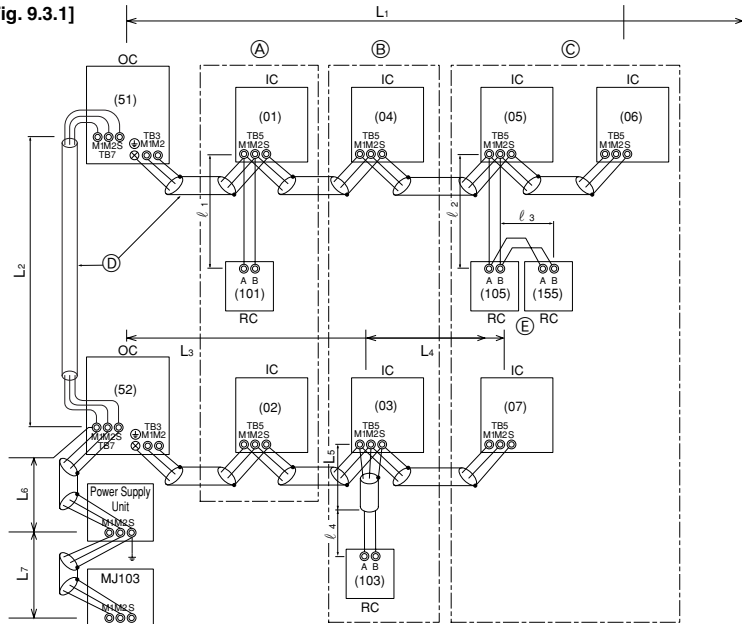 ig. 9.3.1]
L1
A B C
OC IC IC IC IC
(51) (01) (04) (05) (06)
TB3
M1M2S M1M2
TB7
TB5 TB5 TB5 TB5
M1M2S M1M2S M1M2S M1M2S
L2
D
ℓ1 ℓ2 ℓ3
A B A B A B
(101) (105) (155)
RC RC E RC
L3 L4
OC IC IC IC
(52) (02) (03) (07)
TB3
M1M2S M1M2
TB7
TB5 TB5 TB5
M1M2S M1M2S M1M2S
L5
L6
Power Supply
Unit
M1M2S
ℓ4
L7
MJ103
M1M2S
A B
(103)
RC